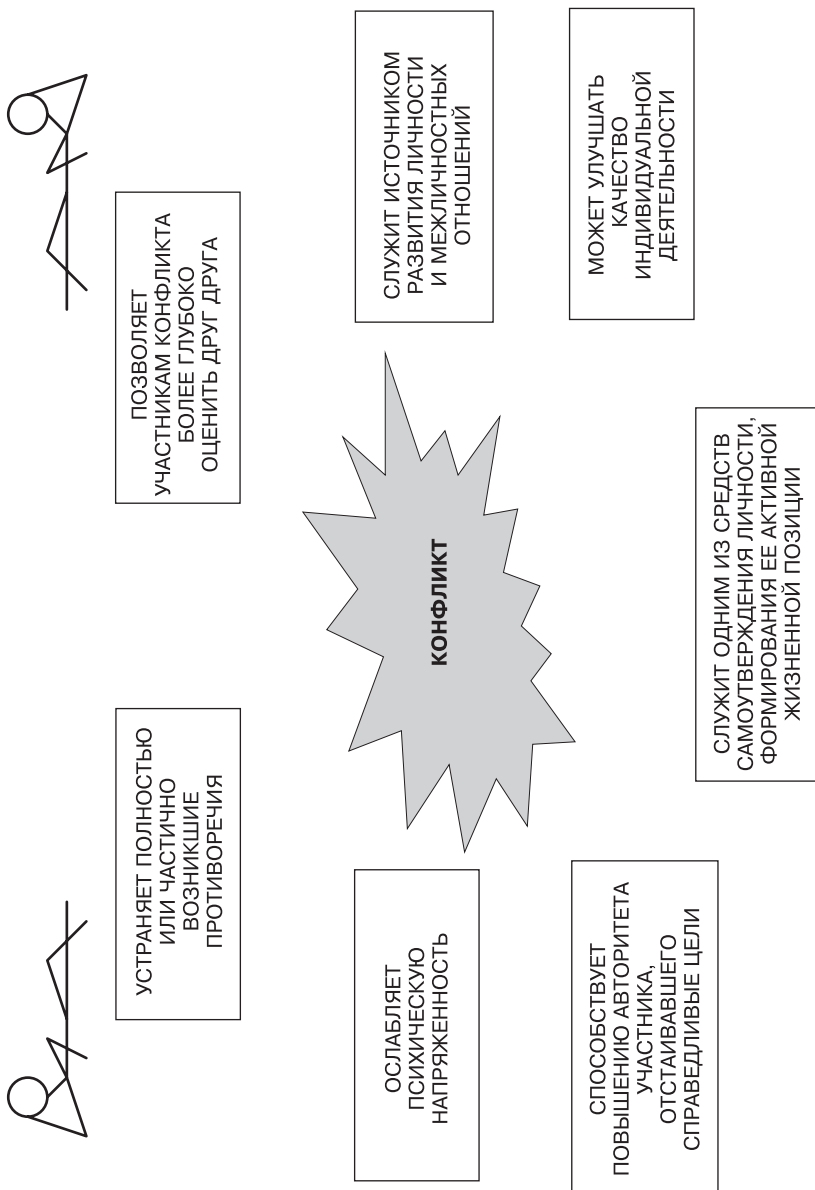 УСТРАНЯЕТ ПОЛНОСТЬЮ
ИЛИ ЧАСТИЧНО
ВОЗНИКШИЕ
ПРОТИВОРЕЧИЯ
ПОЗВОЛЯЕТ
УЧАСТНИКАМ КОНФЛИКТА
БОЛЕЕ ГЛУБОКО
ОЦЕНИТЬ ДРУГ ДРУГА
ОСЛАБЛЯЕТ
ПСИХИЧЕСКУЮ
НАПРЯЖЕННОСТЬ
КОНФЛИКТ
СЛУЖИТ ИСТОЧНИКОМ
РАЗВИТИЯ ЛИЧНОСТИ
И МЕЖЛИЧНОСТНЫХ
ОТНОШЕНИЙ
СПОСОБСТВУЕТ
ПОВЫШЕНИЮ АВТОРИТЕТА
УЧАСТНИКА,
ОТСТАИВАВШЕГО
СПРАВЕДЛИВЫЕ ЦЕЛИ
МОЖЕТ УЛУЧШАТЬ
КАЧЕСТВО
ИНДИВИДУАЛЬНОЙ
ДЕЯТЕЛЬНОСТИ
СЛУЖИТ ОДНИМ ИЗ СРЕДСТВ
САМОУТВЕРЖДЕНИЯ ЛИЧНОСТИ,
ФОРМИРОВАНИЯ ЕЕ АКТИВНОЙ
ЖИЗНЕННОЙ ПОЗИЦИИ